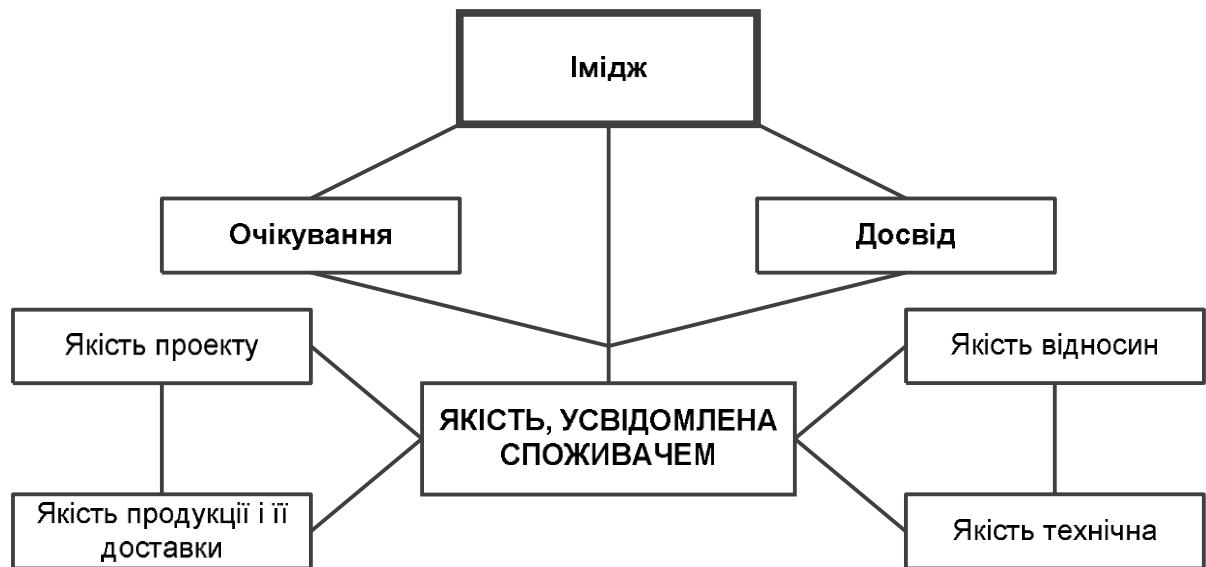 Імідж
Очікування
Досвід
Якість проекту
Якість відносин
ЯКІСТЬ, УСВІДОМЛЕНА
СПОЖИВАЧЕМ
Якість продукції і її
доставки
Якість технічна